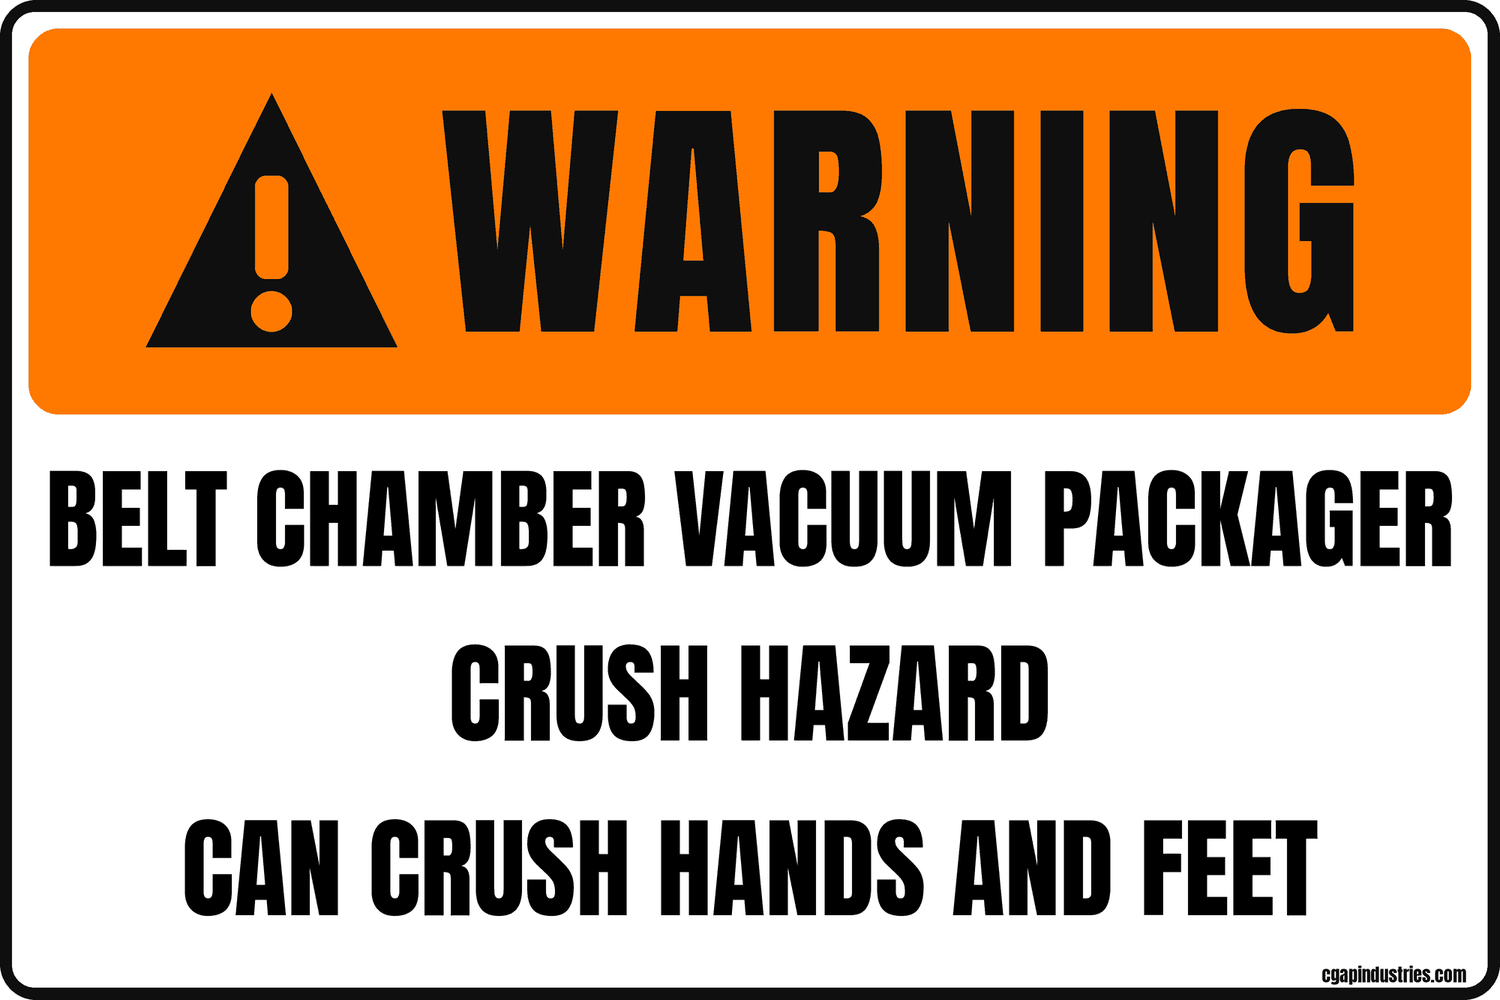 WARNING
BELT CHAMBER VACUUM PACKAGER
CRUSH HAZARD
CAN CRUSH HANDS AND FEET
cgapindustries.com